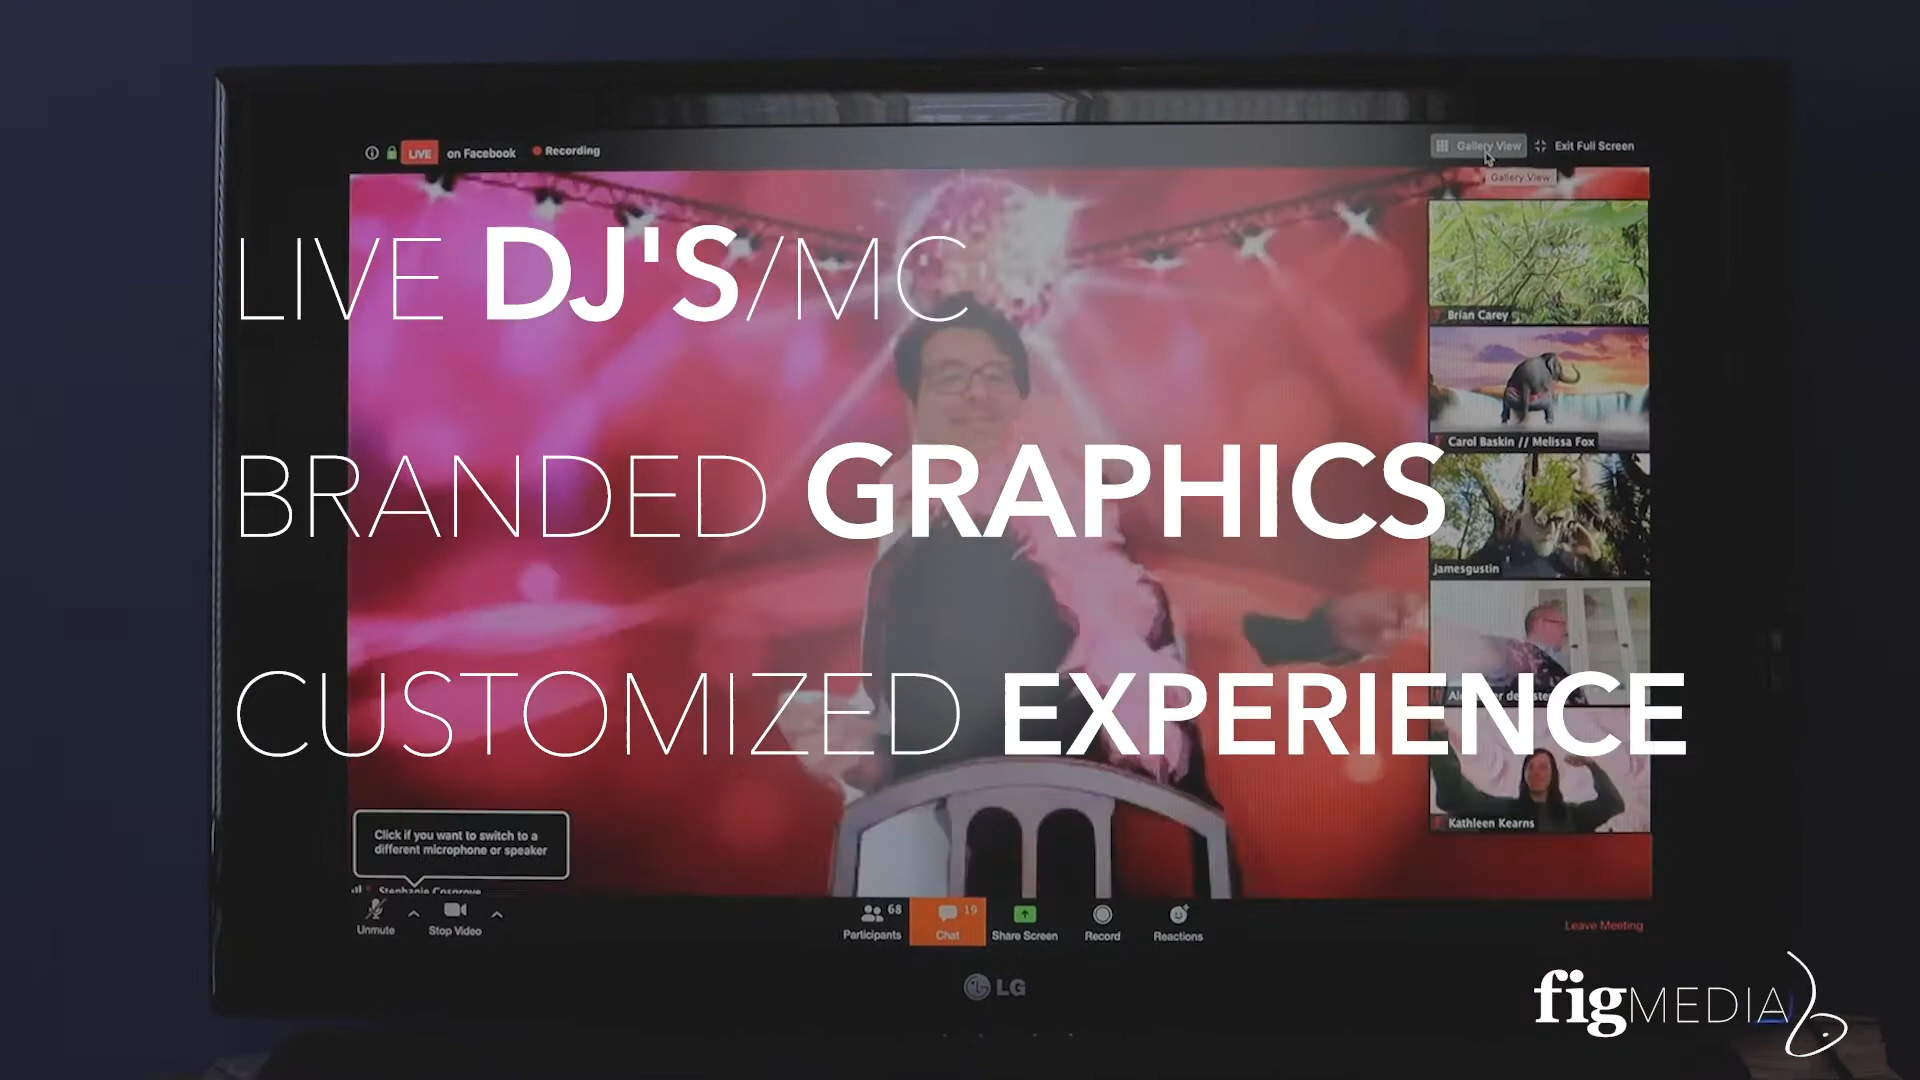 LIVE on Facebook Recording
Gallery View Exit Full Screen
Gallery View
LIVE DJ'S/MC
Brian Carey
Carol Baskin // Melissa Fox
BRANDED GRAPHICS
jamesgustin
CUSTOMIZED EXPERIENCE
Kathleen Kearns
Click if you want to switch to a
different microphone or speaker
Stephanie Cosgrove
68
19
Unmute
Stop Video
Participants
Chat
Share Screen
Record
Reactions
Leave Meeting
LG
figMEDIA